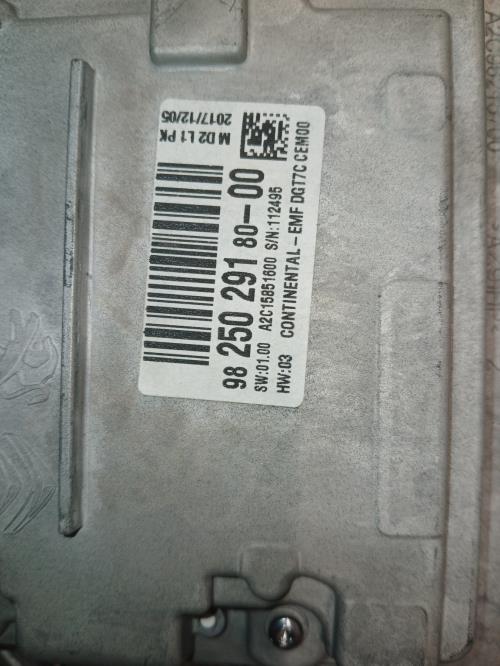 M D2 L1 PK
2017/12/05
98 250 291 80-00
SW:01.00 A2C15851600 S/N:112495
HW:03 CONTINENTAL - EMF DGT7C CEM00